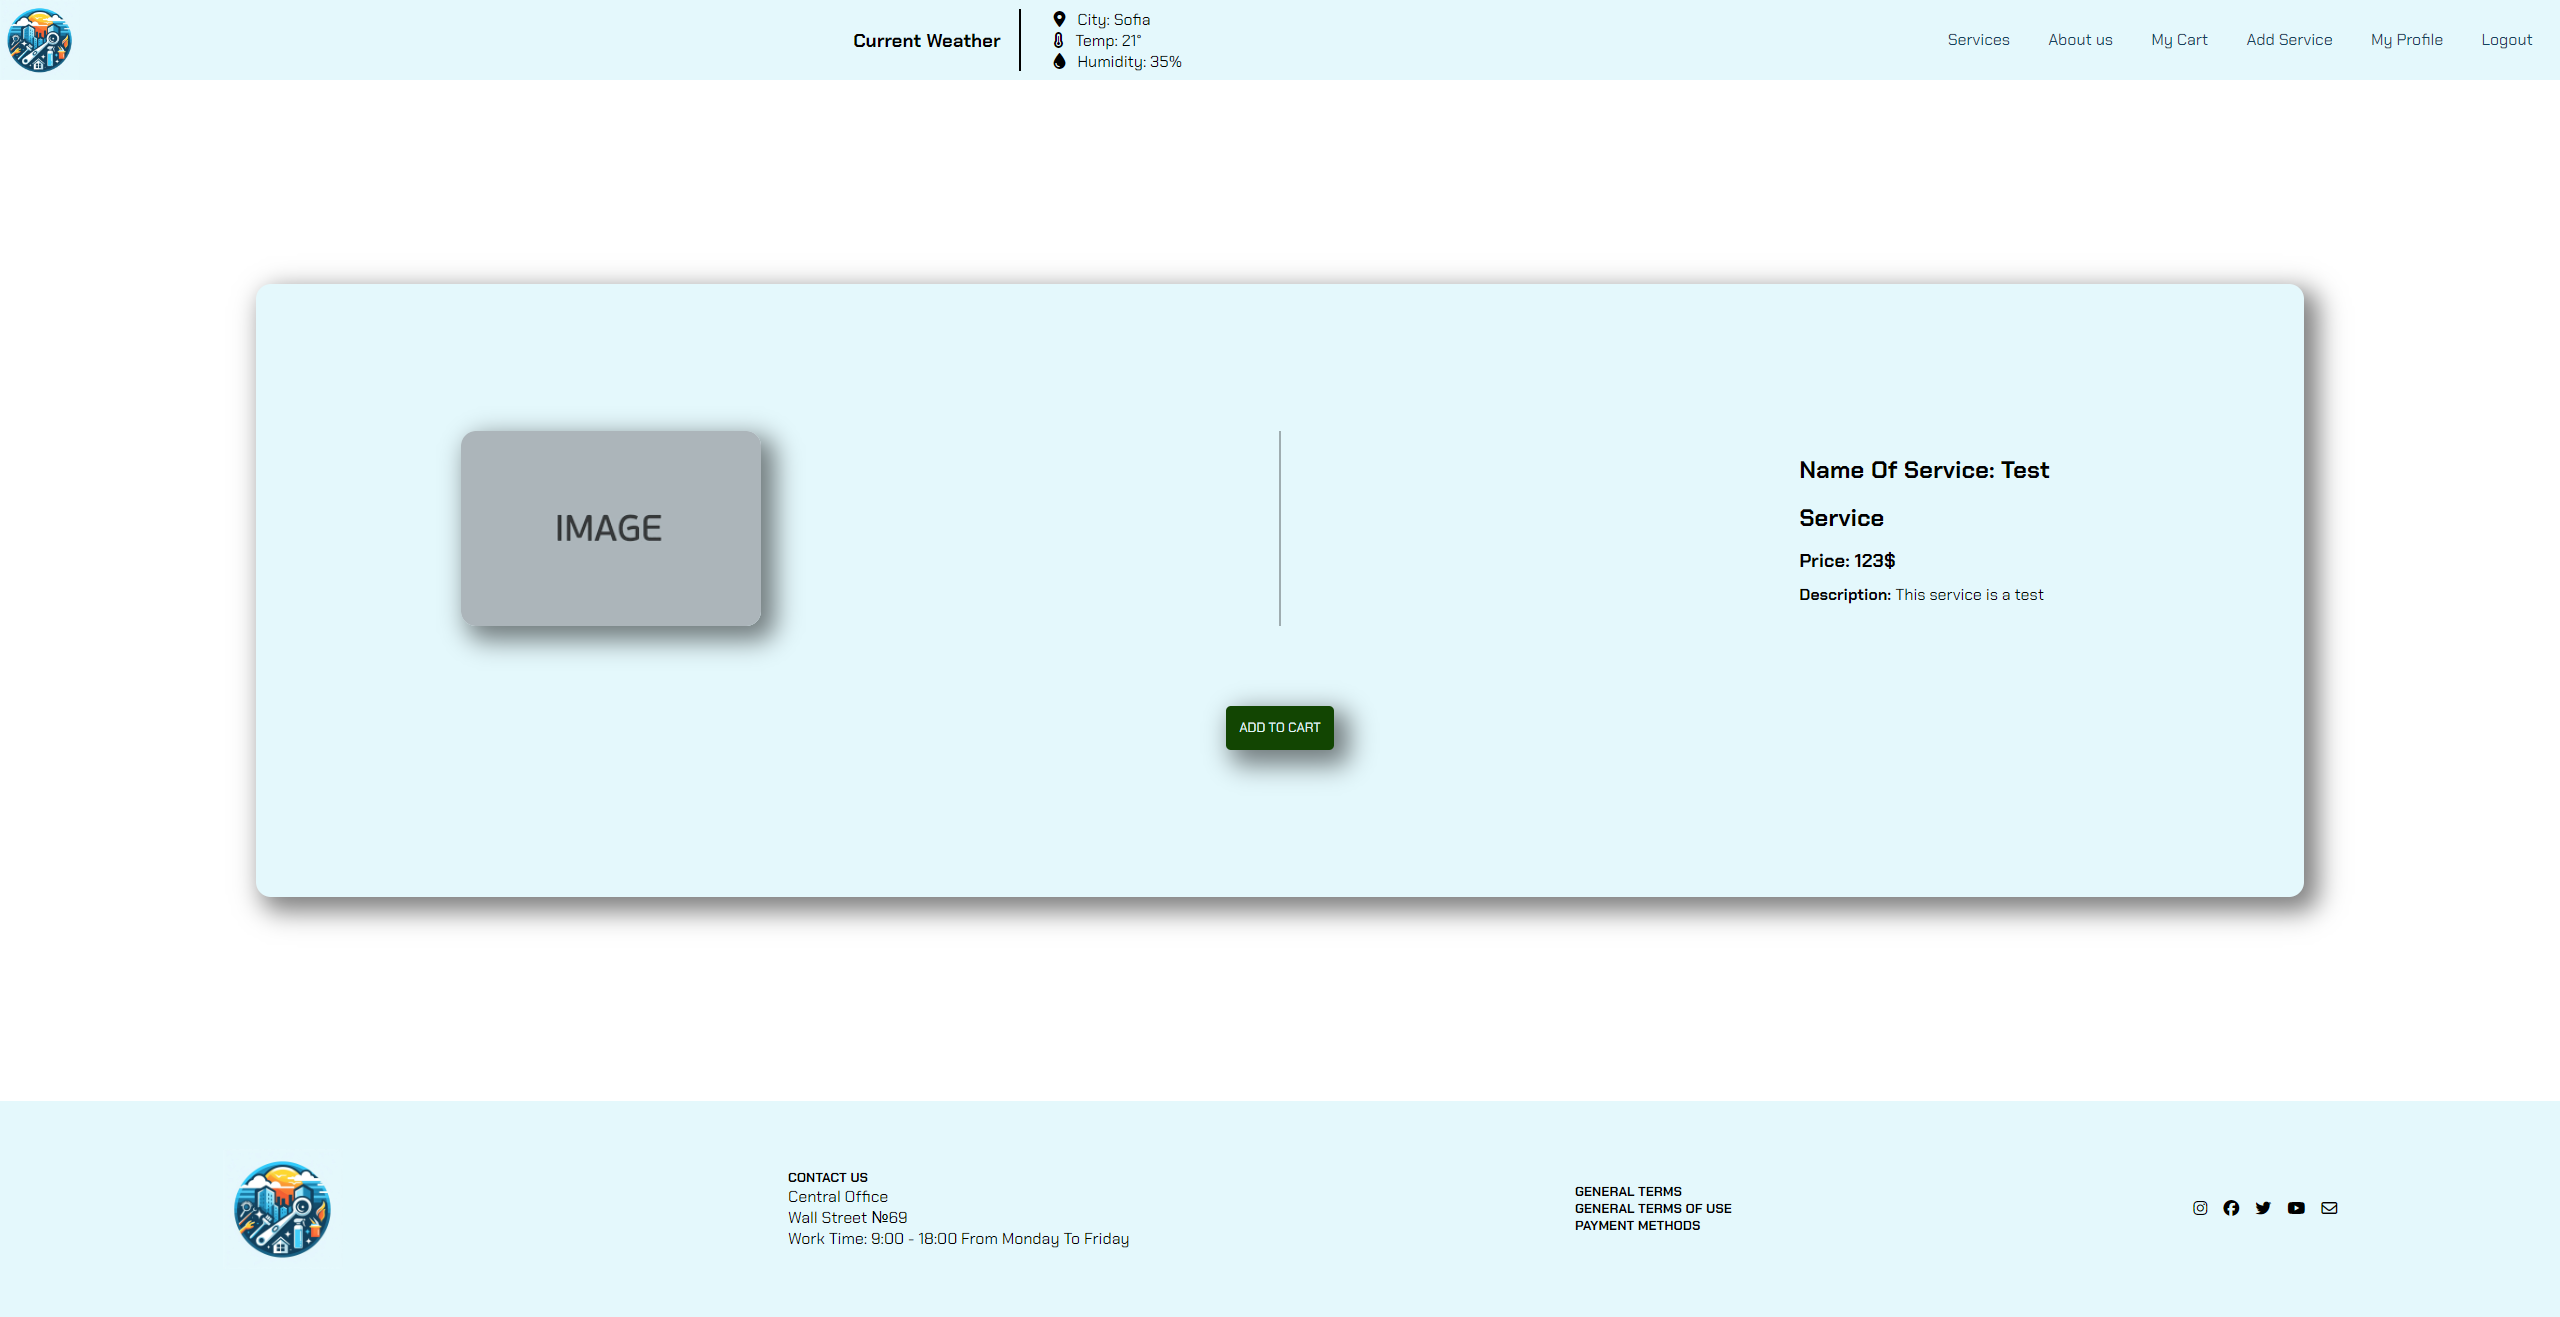 Current Weather
City: Sofia
Temp: 21°
Humidity: 35%
Services
About us
My Cart
Add Service
My Profile
Logout
IMAGE
Name Of Service: Test
Service
Price: 123$
Description: This service is a test
ADD TO CART
CONTACT US
Central Office
Wall Street №69
Work Time: 9:00 - 18:00 From Monday To Friday
GENERAL TERMS
GENERAL TERMS OF USE
PAYMENT METHODS